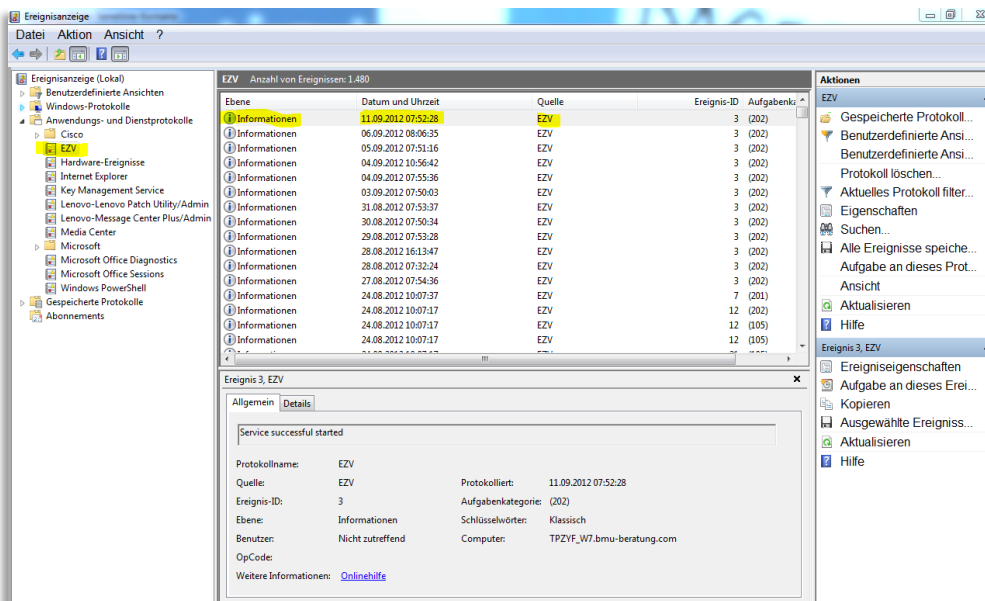 Ereignisanzeige
Datei Aktion Ansicht ?
Ereignisanzeige (Lokal)
Benutzerdefinierte Ansichten
Windows-Protokolle
Anwendungs- und Dienstprotokolle
Cisco
EZV
Hardware-Ereignisse
Internet Explorer
Key Management Service
Lenovo-Lenovo Patch Utility/Admin
Lenovo-Message Center Plus/Admin
Media Center
Microsoft
Microsoft Office Diagnostics
Microsoft Office Sessions
Windows PowerShell
Gespeicherte Protokolle
Abonnements
EZV Anzahl von Ereignissen: 1.480
Ebene Datum und Uhrzeit Quelle Ereignis-ID Aufgabenka
Informationen 11.09.2012 07:52:28 EZV 3 (202)
Informationen 06.09.2012 08:06:35 EZV 3 (202)
Informationen 05.09.2012 07:51:16 EZV 3 (202)
Informationen 04.09.2012 10:56:42 EZV 3 (202)
Informationen 04.09.2012 07:55:36 EZV 3 (202)
Informationen 03.09.2012 07:50:03 EZV 3 (202)
Informationen 31.08.2012 07:53:37 EZV 3 (202)
Informationen 30.08.2012 07:50:34 EZV 3 (202)
Informationen 29.08.2012 07:53:28 EZV 3 (202)
Informationen 28.08.2012 16:13:47 EZV 3 (202)
Informationen 28.08.2012 07:32:24 EZV 3 (202)
Informationen 27.08.2012 07:54:36 EZV 3 (202)
Informationen 24.08.2012 10:07:37 EZV 7 (201)
Informationen 24.08.2012 10:07:17 EZV 12 (202)
Informationen 24.08.2012 10:07:17 EZV 12 (105)
Informationen 24.08.2012 10:07:17 EZV 12 (105)
Ereignis 3, EZV
Allgemein Details
Service successful started
Protokollname: EZV
Quelle: EZV Protokolliert: 11.09.2012 07:52:28
Ereignis-ID: 3 Aufgabenkategorie: (202)
Ebene: Informationen Schlüsselwörter: Klassisch
Benutzer: Nicht zutreffend Computer: TPZYF_W7.bmu-beratung.com
OpCode:
Weitere Informationen: Onlinehilfe
Aktionen
EZV
Gespeicherte Protokoll...
Benutzerdefinierte Ansi...
Benutzerdefinierte Ansi...
Protokoll löschen...
Aktuelles Protokoll filter...
Eigenschaften
Suchen...
Alle Ereignisse speiche...
Aufgabe an dieses Prot...
Ansicht
Aktualisieren
Hilfe
Ereignis 3, EZV
Ereigniseigenschaften
Aufgabe an dieses Erei...
Kopieren
Ausgewählte Ereigniss...
Aktualisieren
Hilfe